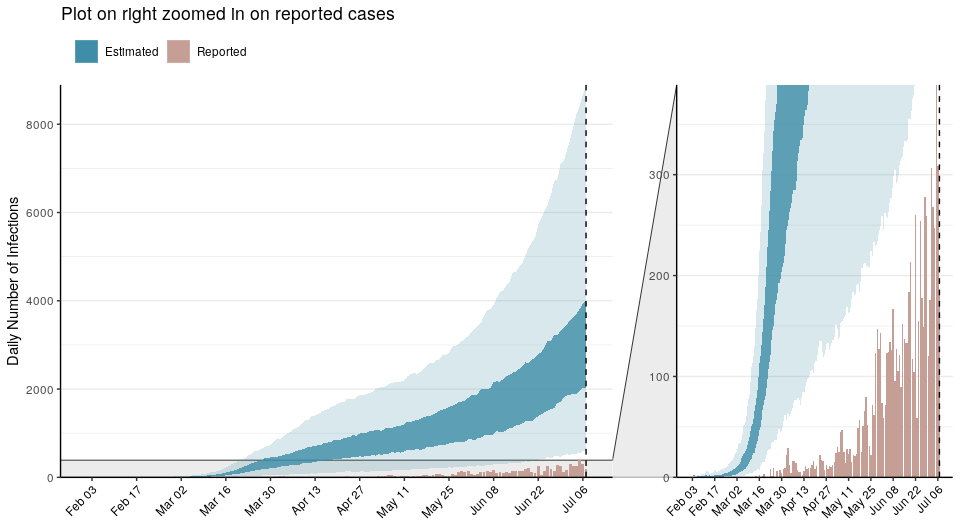 Plot on right zoomed in on reported cases
Estimated Reported
Daily Number of Infections
8000
6000
4000
2000
0
Feb 03 Feb 17 Mar 02 Mar 16 Mar 30 Apr 13 Apr 27 May 11 May 25 Jun 08 Jun 22 Jul 06
300
200
100
0
Feb 03 Feb 17 Mar 02 Mar 16 Mar 30 Apr 13 Apr 27 May 11 May 25 Jun 08 Jun 22 Jul 06